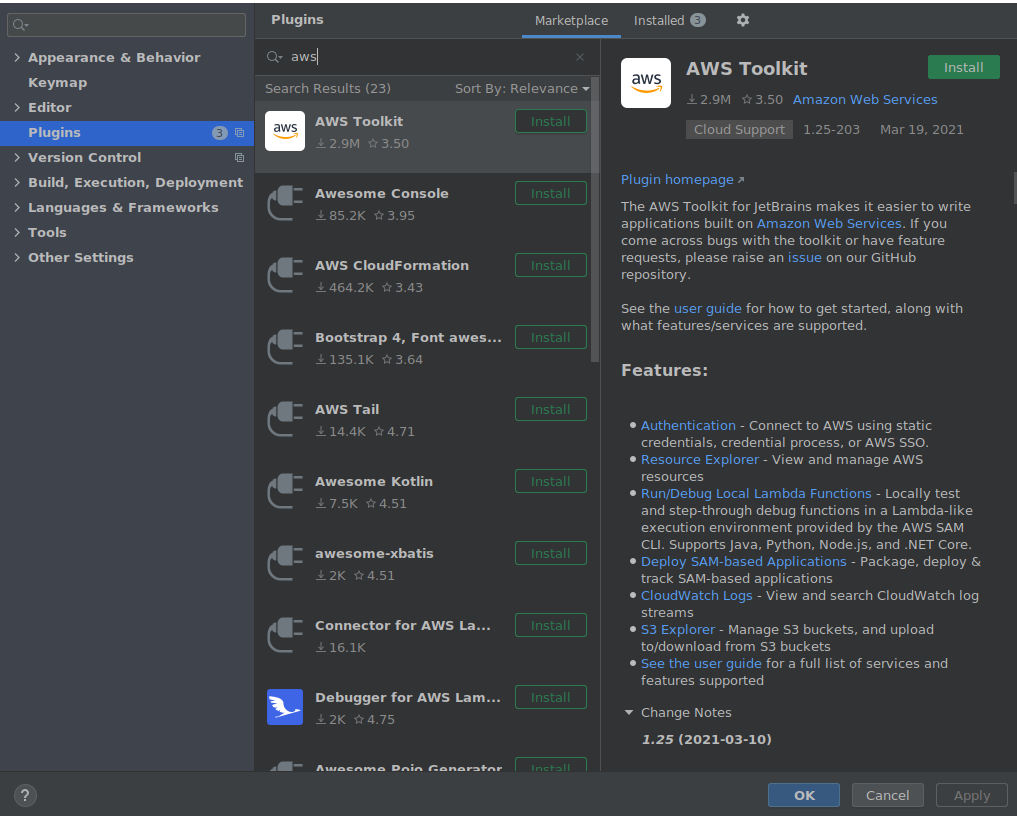 Appearance & Behavior
Keymap
Editor
Plugins 3
Version Control
Build, Execution, Deployment
Languages & Frameworks
Tools
Other Settings
Plugins
Marketplace
Installed 3
aws
Search Results (23) Sort By: Relevance
aws
AWS Toolkit
2.9M 3.50
Install
Awesome Console
85.2K 3.95
Install
AWS CloudFormation
464.2K 3.43
Install
Bootstrap 4, Font awes...
135.1K 3.64
Install
AWS Tail
14.4K 4.71
Install
Awesome Kotlin
7.5K 4.51
Install
awesome-xbatis
2K 4.51
Install
Connector for AWS La...
16.1K
Install
Debugger for AWS Lam...
2K 4.75
Install
Awesome Pojo Generator
Install
aws
AWS Toolkit
Install
2.9M 3.50 Amazon Web Services
Cloud Support 1.25-203 Mar 19, 2021
Plugin homepage
The AWS Toolkit for JetBrains makes it easier to write
applications built on Amazon Web Services. If you
come across bugs with the toolkit or have feature
requests, please raise an issue on our GitHub
repository.
See the user guide for how to get started, along with
what features/services are supported.
Features:
Authentication - Connect to AWS using static
credentials, credential process, or AWS SSO.
Resource Explorer - View and manage AWS
resources
Run/Debug Local Lambda Functions - Locally test
and step-through debug functions in a Lambda-like
execution environment provided by the AWS SAM
CLI. Supports Java, Python, Node.js, and .NET Core.
Deploy SAM-based Applications - Package, deploy &
track SAM-based applications
CloudWatch Logs - View and search CloudWatch log
streams
S3 Explorer - Manage S3 buckets, and upload
to/download from S3 buckets
See the user guide for a full list of services and
features supported
Change Notes
1.25 (2021-03-10)
?
OK
Cancel
Apply